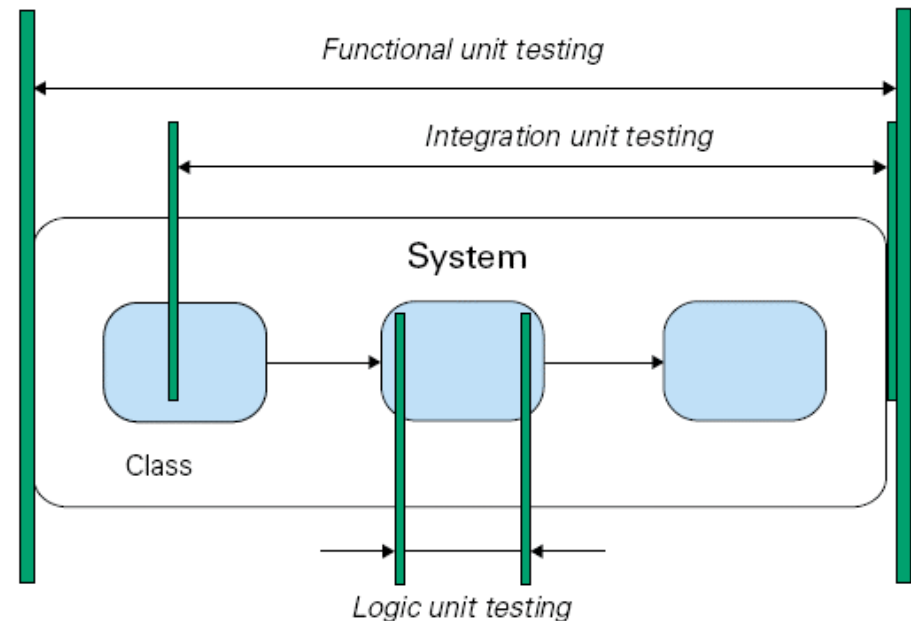 Functional unit testing
Integration unit testing
System
Class
Logic unit testing